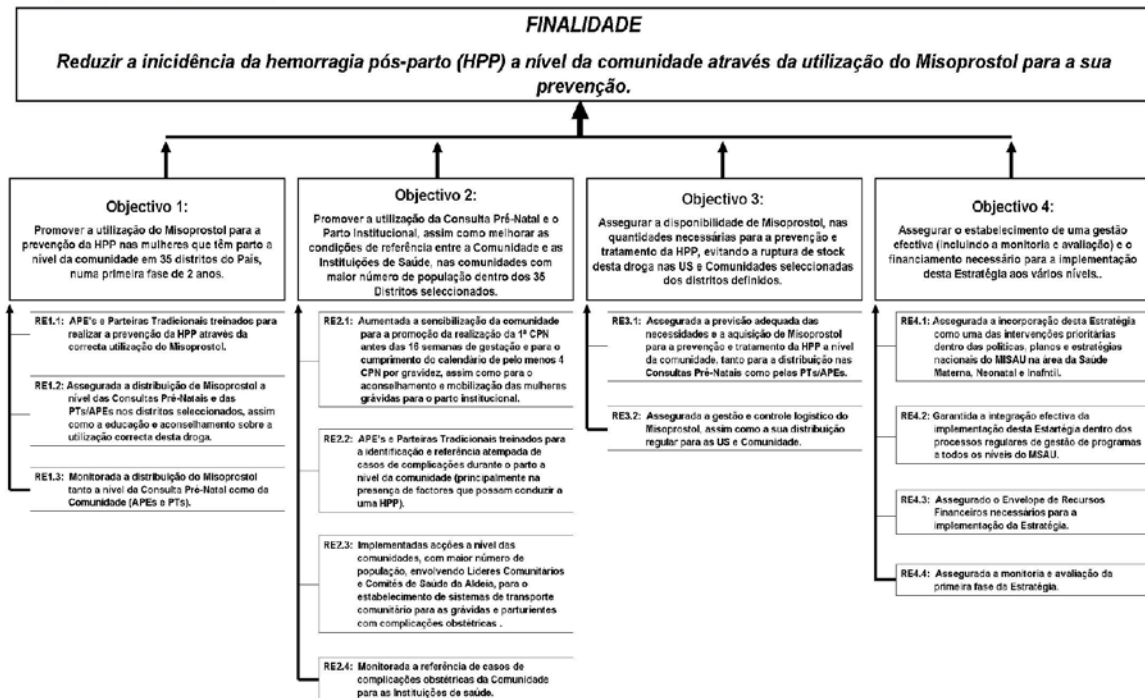 FINALIDADE
Reduzir a inicidência da hemorragia pós-parto (HPP) a nível da comunidade através da utilização do Misoprostol para a sua
prevenção.
Objectivo 1:
Promover a utilização do Misoprostol para a
prevenção da HPP nas mulheres que têm parto a
nível da comunidade em 35 distritos do País,
numa primeira fase de 2 anos.
RE1.1: APE's e Parteiras Tradicionais treinados para
realizar a prevenção da HPP através da
correcta utilização do Misoprostol.
RE1.2: Assegurada a distribuição de Misoprostol a
nível das Consultas Pré-Natais e das
PTs/APEs nos distritos seleccionados, assim
como a educação e aconselhamento sobre a
utilização correcta desta droga.
RE1.3: Monitorada a distribuição do Misoprostol
tanto a nível da Consulta Pré-Natal como da
Comunidade (APEs e PTs).
Objectivo 2:
Promover a utilização da Consulta Pré-Natal e o
Parto Institucional, assim como melhorar as
condições de referência entre a Comunidade e as
Instituições de Saúde, nas comunidades com
maior número de população dentro dos 35
Distritos seleccionados.
RE2.1: Aumentada a sensibilização da comunidade
para a promoção da realização da 1ª CPN
antes das 16 semanas de gestação e para o
cumprimento do calendário de pelo menos 4
CPN por gravidez, assim como para o
aconselhamento e mobilização das mulheres
grávidas para o parto institucional.
RE2.2: APE's e Parteiras Tradicionais treinados para
a identificação e referência atempada de
casos de complicações durante o parto a
nível da comunidade (principalmente na
presença de factores que possam conduzir a
uma HPP).
RE2.3: Implementadas acções a nível das
comunidades, com maior número de
população, envolvendo Lideres Comunitários
e Comités de Saúde da Aldeia, para o
estabelecimento de sistemas de transporte
comunitário para as grávidas e parturientes
com complicações obstétricas .
RE2.4: Monitorada a referência de casos de
complicações obstétricas da Comunidade
para as Instituições de saúde.
Objectivo 3:
Assegurar a disponibilidade de Misoprostol, nas
quantidades necessárias para a prevenção e
tratamento da HPP, evitando a ruptura de stock
desta droga nas US e Comunidades seleccionadas
dos distritos definidos.
RE3.1: Assegurada a previsão adequada das
necessidades e a aquisição de Misoprostol
para a prevenção e tratamento da HPP a nível
da comunidade, tanto para a distribuição nas
Consultas Pré-Natais como pelas PTs/APEs.
RE3.2: Assegurada a gestão e controle logístico do
Misoprostol, assim como a sua distribuição
regular para as US e Comunidade.
Objectivo 4:
Assegurar o estabelecimento de uma gestão
efectiva (incluindo a monitoria e avaliação) e o
financiamento necessário para a implementação
desta Estratégia aos vários níveis..
RE4.1: Assegurada a incorporação desta Estratégia
como uma das intervenções prioritárias
dentro das políticas, planos e estratégias
nacionais do MISAU na área da Saúde
Materna, Neonatal e Inafntil.
RE4.2: Garantida a integração efectiva da
implementação desta Estartégia dentro dos
processos regulares de gestão de programas
a todos os níveis do MSAU.
RE4.3: Assegurado o Envelope de Recursos
Financeiros necessários para a
implementação da Estratégia.
RE4.4: Assegurada a monitoria e avaliação da
primeira fase da Estratégia.